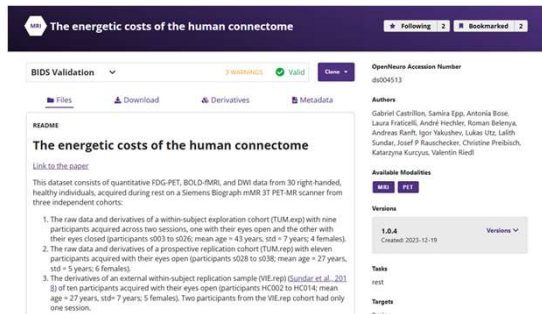 MRI The energetic costs of the human connectome
Following 2
Bookmarked 2
BIDS Validation
3 WARNINGS
Valid
Clone
Files
Download
Derivatives
Metadata
README
The energetic costs of the human connectome
Link to the paper
This dataset consists of quantitative FDG-PET, BOLD-fMRI, and DWI data from 30 right-handed,
healthy individuals, acquired during rest on a Siemens Biograph mMR 3T PET-MR scanner from
three independent cohorts:
1. The raw data and derivatives of a within-subject exploration cohort (TUM.exp) with nine
participants acquired across two sessions, one with their eyes open and the other with
their eyes closed (participants s003 to s026; mean age = 43 years, std = 7 years; 4 females).
2. The raw data and derivatives of a prospective replication cohort (TUM.rep) with eleven
participants acquired with their eyes open (participants s028 to s038; mean age = 27 years,
std = 5 years; 6 females).
3. The derivatives of an external within-subject replication sample (VIE.rep) (Sundar et al., 201
8) of ten participants acquired with their eyes open (participants HC002 to HC014; mean
age = 27 years, std= 7 years; 5 females). Two participants from the VIE.rep cohort had only
one session.
OpenNeuro Accession Number
ds004513
Authors
Gabriel Castrillon, Samira Epp, Antonia Bose,
Laura Fraticelli, André Hechler, Roman Belenya,
Andreas Ranft, Igor Yakushev, Lukas Utz, Lalith
Sundar, Josef P Rauschecker, Christine Preibisch,
Katarzyna Kurcyus, Valentin Riedl
Available Modalities
MRI PET
Versions
1.0.4
Versions
Created: 2023-12-19
Tasks
rest
Targets